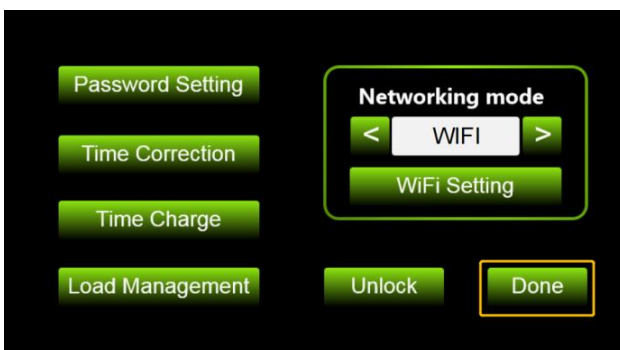 Password Setting
Time Correction
Time Charge
Load Management
Networking mode
< WIFI >
WiFi Setting
Unlock
Done